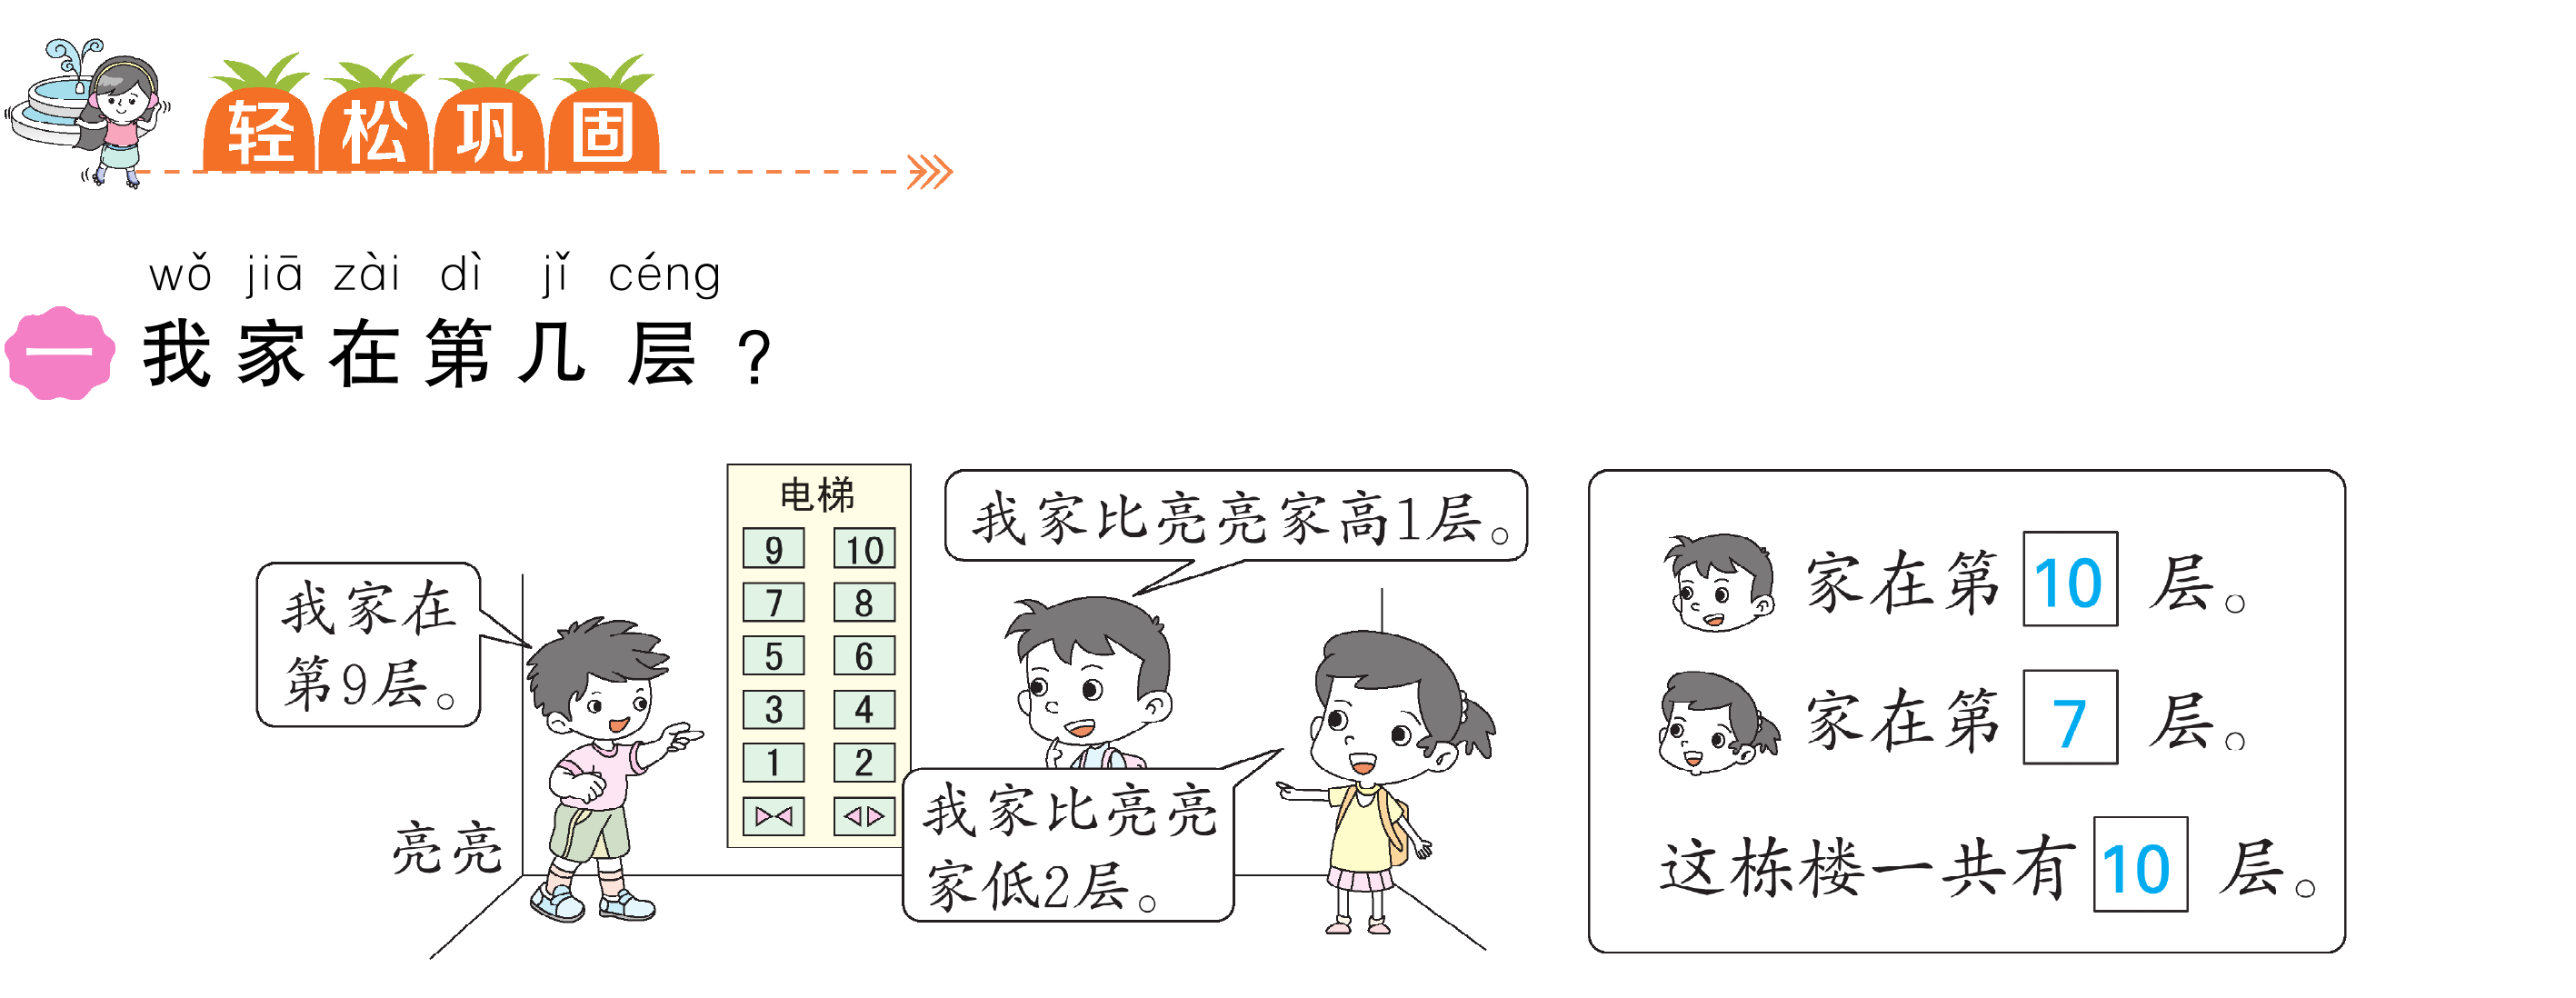 轻松巩固
wǒ jiā zài dì jǐ céng
一 我家在第几层?
我家在
第9层。
亮亮
电梯
9 10
7 8
5 6
3 4
1 2
我家比亮亮家高1层。
我家比亮亮
家低2层。
家在第 10 层。
家在第 7 层。
这栋楼一共有 10 层。